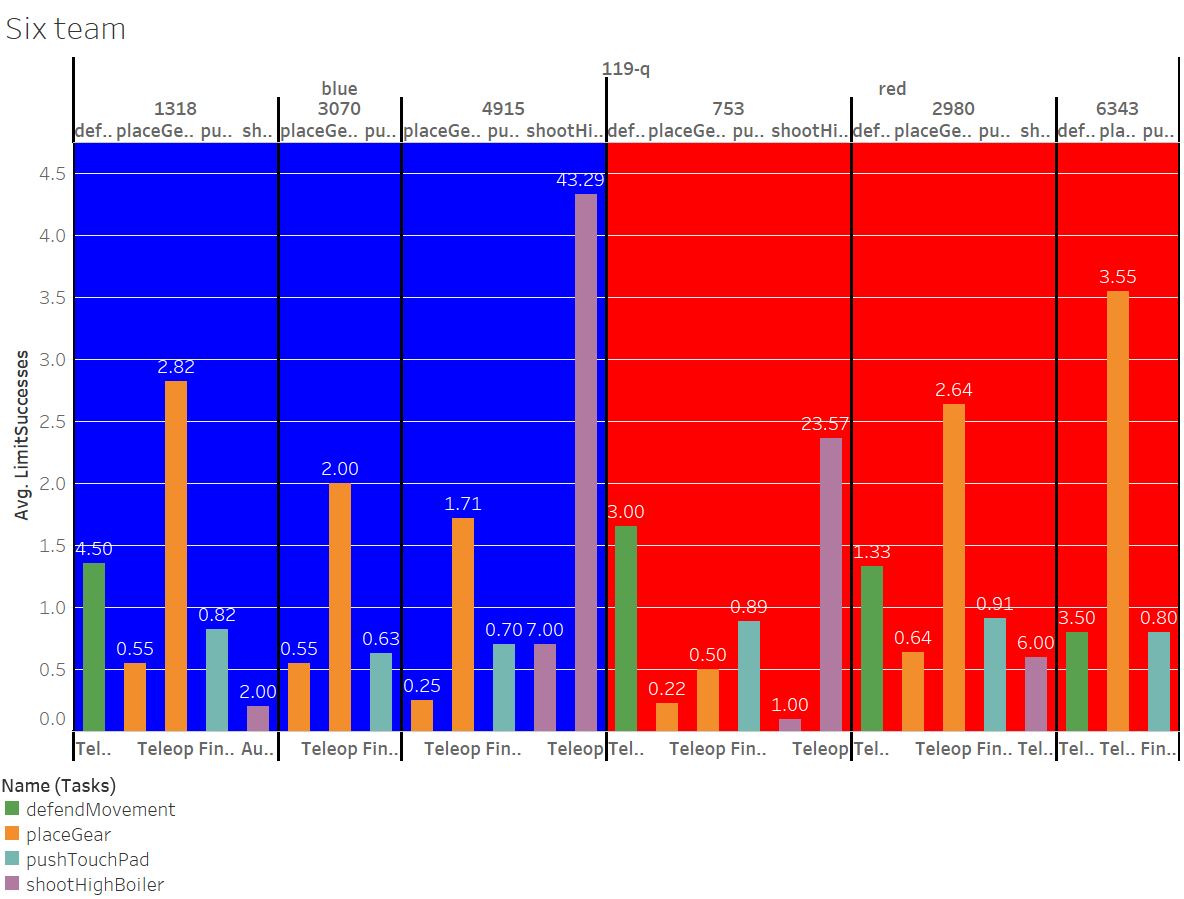 Six team
119-q
blue red
1318 3070 4915 753 2980 6343
def.. placeGe.. pu.. sh.. placeGe.. pu.. placeGe.. pu.. shootHi.. def.. placeGe.. pu.. shootHi.. def.. placeGe.. pu.. sh.. def.. pla.. pu..
Avg. LimitSuccesses
4.5
4.0
3.5
3.0
2.5
2.0
1.5
1.0
0.5
0.0
4.50 0.55 2.82 0.82 2.00 0.55 2.00 0.63 0.25 1.71 0.70 7.00 43.29 3.00 0.22 0.50 0.89 1.00 23.57 1.33 0.64 2.64 0.91 6.00 3.50 3.55 0.80
Tel.. Teleop Fin.. Au.. Teleop Fin.. Teleop Fin.. Teleop Tel.. Teleop Fin.. Teleop Tel.. Teleop Fin.. Tel.. Tel.. Tel.. Fin..
Name (Tasks)
defendMovement
placeGear
pushTouchPad
shootHighBoiler